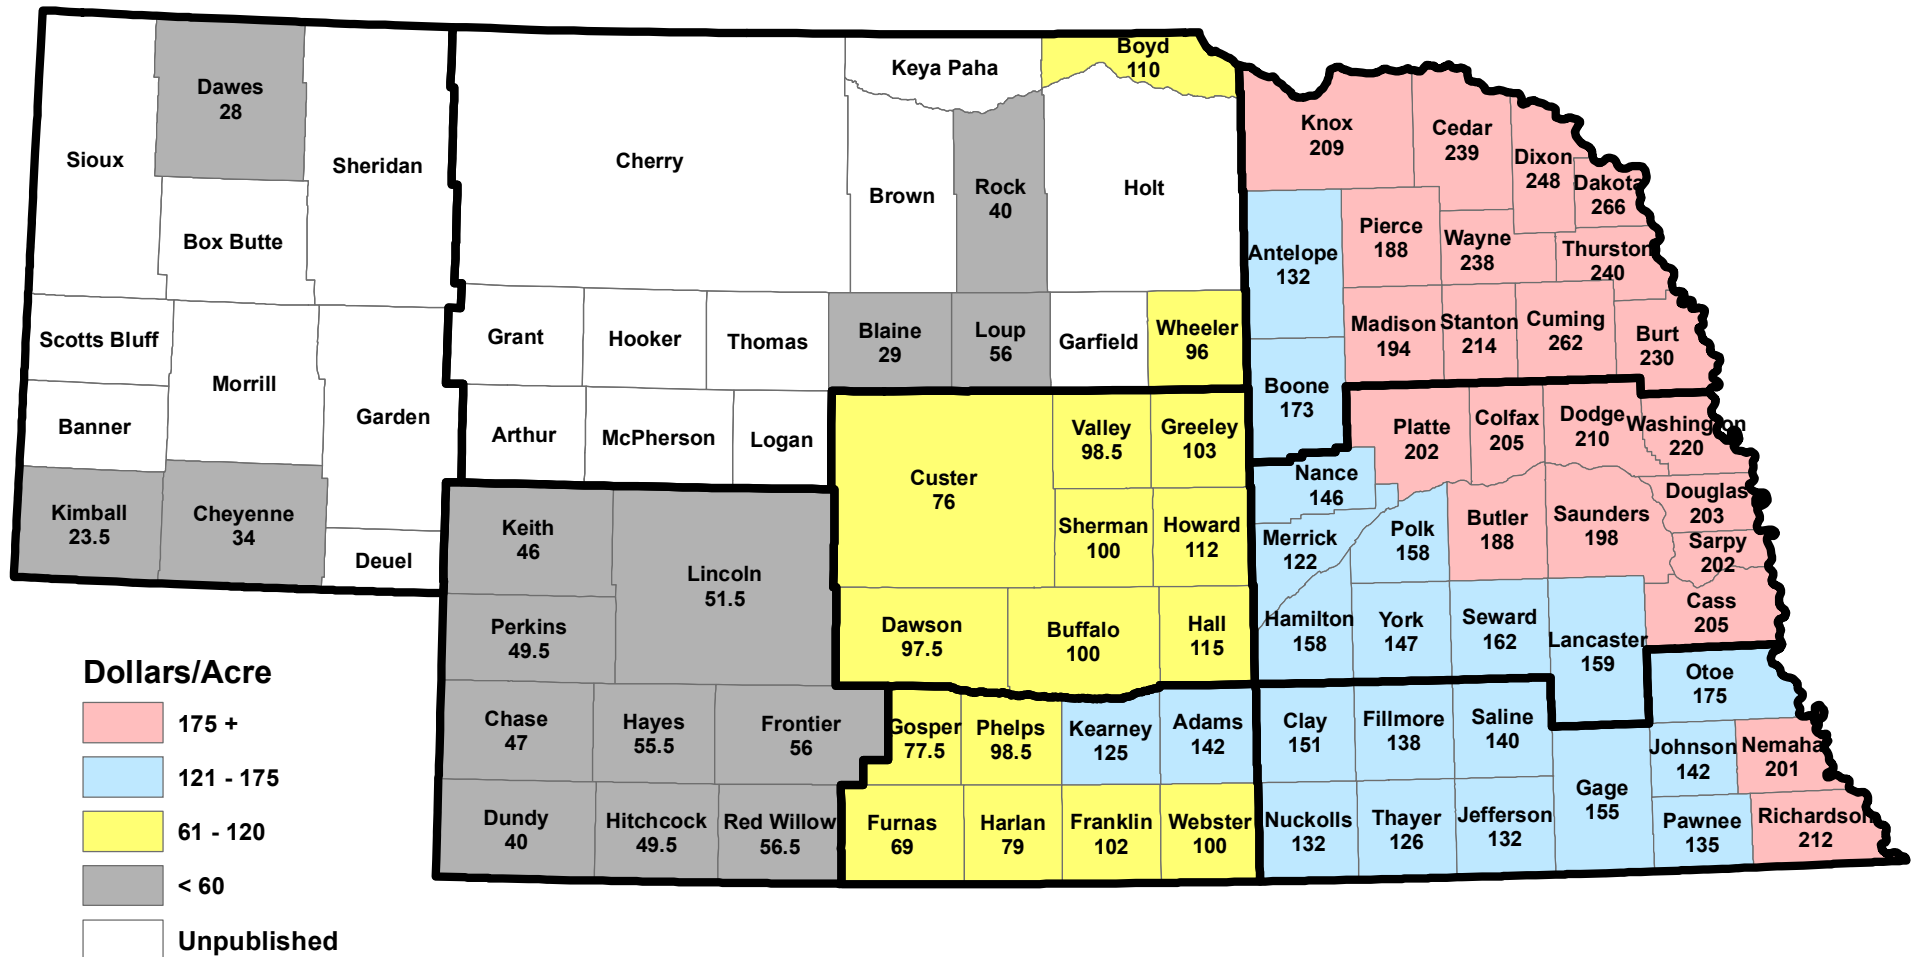 Boyd
110
Keya Paha
Dawes
28
Knox
209
Cedar
239
Dixon
248
Sioux
Sheridan
Cherry
Brown
Rock
40
Holt
Dakota
266
Box Butte
Antelope
132
Pierce
188
Wayne
238
Thurston
240
Scotts Bluff
Morrill
Grant
Hooker
Thomas
Blaine
29
Loup
56
Garfield
Wheeler
96
Madison
194
Stanton
214
Cuming
262
Burt
230
Banner
Garden
Arthur
McPherson
Logan
Boone
173
Custer
76
Valley
98.5
Greeley
103
Platte
202
Colfax
205
Dodge
210
Washington
220
Kimball
23.5
Cheyenne
34
Deuel
Keith
46
Lincoln
51.5
Sherman
100
Howard
112
Nance
146
Merrick
122
Polk
158
Butler
188
Saunders
198
Douglas
203
Sarpy
202
Perkins
49.5
Dawson
97.5
Buffalo
100
Hall
115
Hamilton
158
York
147
Seward
162
Lancaster
159
Cass
205
Otoe
175
Chase
47
Hayes
55.5
Frontier
56
Gosper
77.5
Phelps
98.5
Kearney
125
Adams
142
Clay
151
Fillmore
138
Saline
140
Johnson
142
Nemaha
201
Dundy
40
Hitchcock
49.5
Red Willow
56.5
Furnas
69
Harlan
79
Franklin
102
Webster
100
Nuckolls
132
Thayer
126
Jefferson
132
Gage
155
Pawnee
135
Richardson
212
Dollars/Acre
175 +
121 - 175
61 - 120
< 60
Unpublished